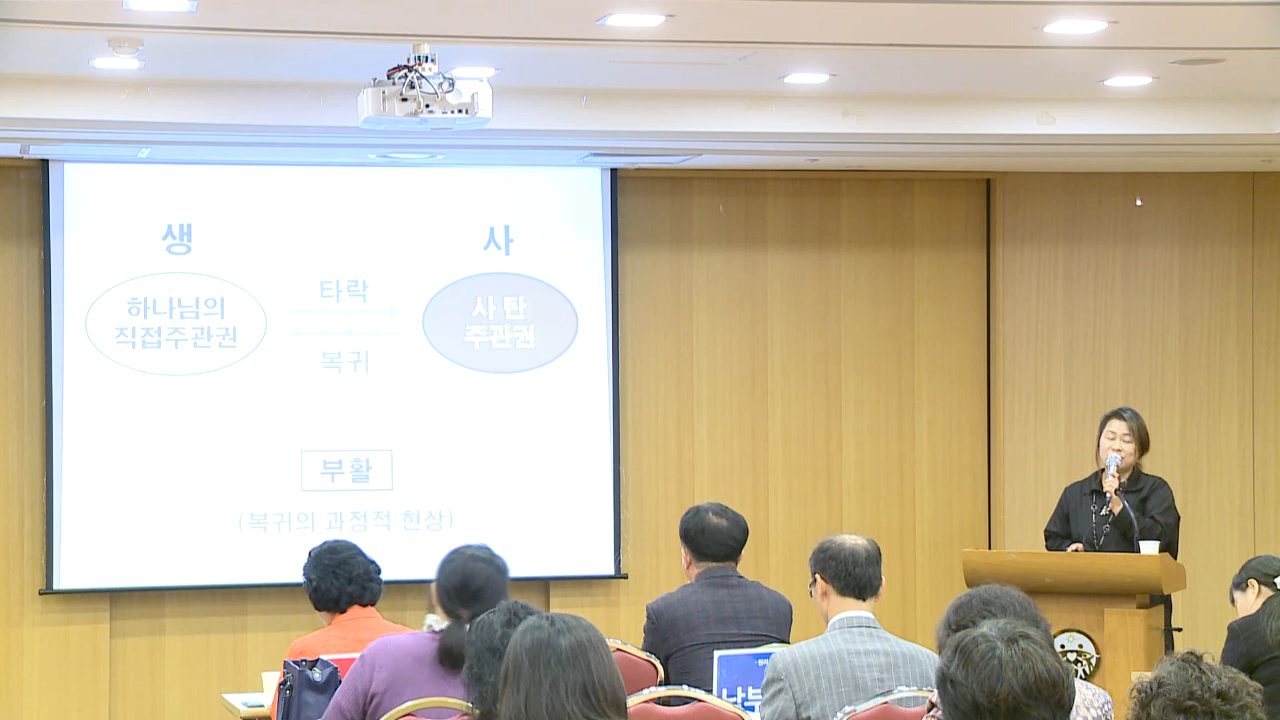 생
사
하나님의
직접주관권
타락
복귀
사탄
주관권
부활
(복귀의 과정적 현상)